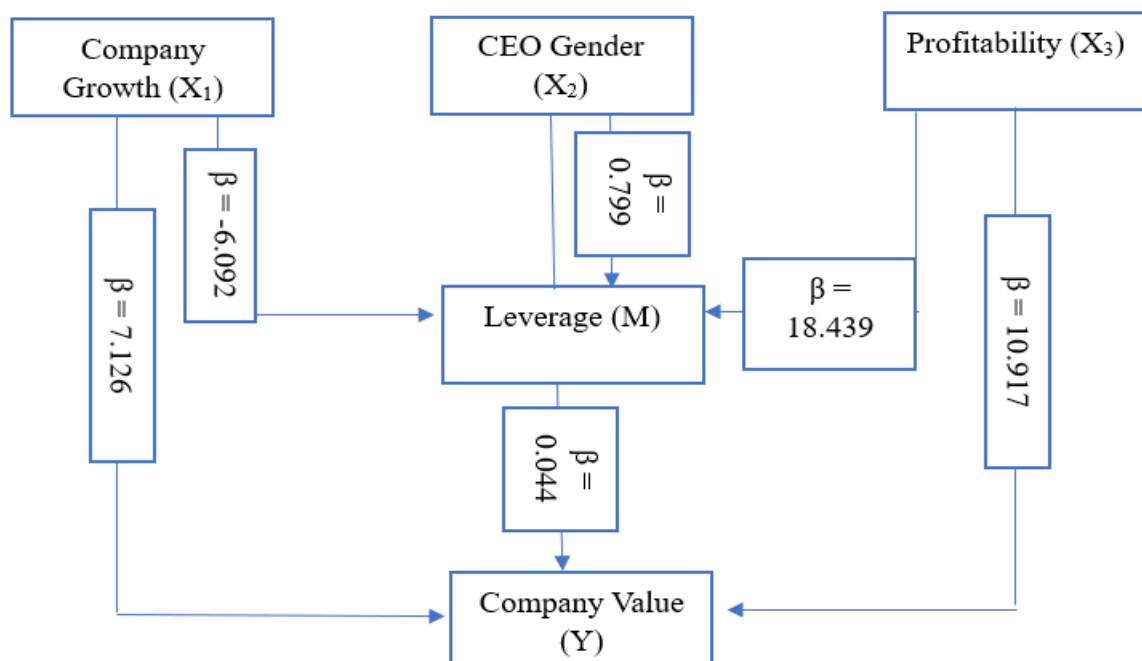 Company
Growth (X₁)
CEO Gender
(X₂)
Profitability (X₃)
β = -6.092
β =
0.799
β = 7.126
Leverage (M)
β =
18.439
β = 10.917
β =
0.044
Company Value
(Y)